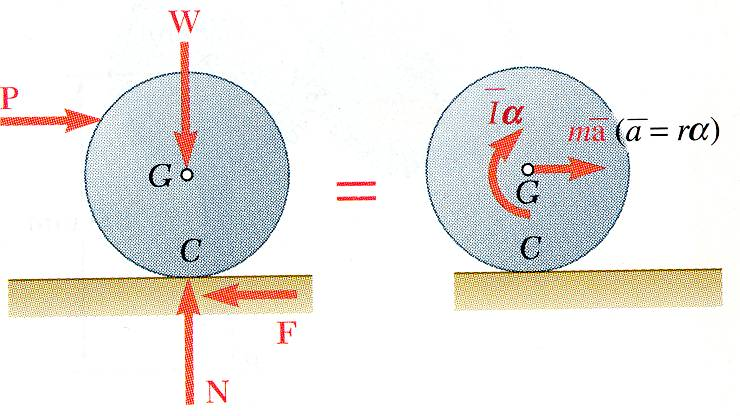 W
P
G
C
F
N
=
Īα
mā (ā = rα)
G
C